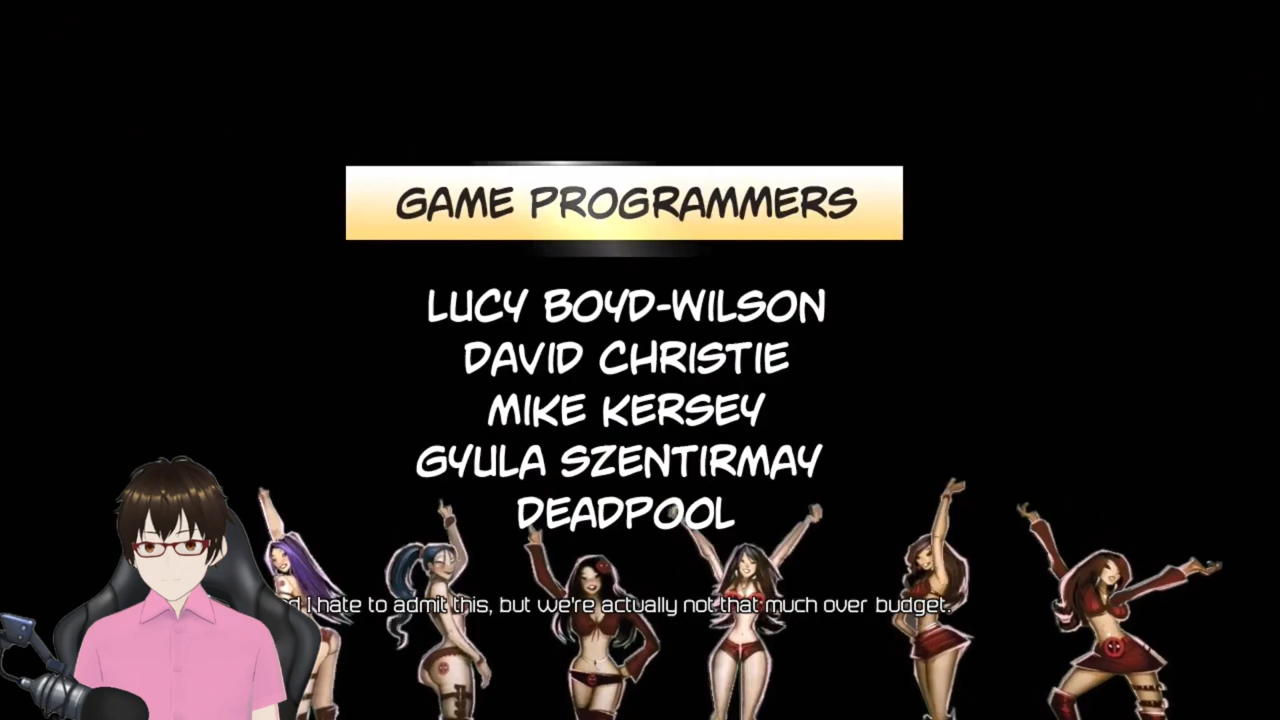 GAME PROGRAMMERS
LUCY BOYD-WILSON
DAVID CHRISTIE
MIKE KERSEY
GYULA SZENTIRMAY
DEADPOOL
I hate to admit this, but we're actually not that much over budget.